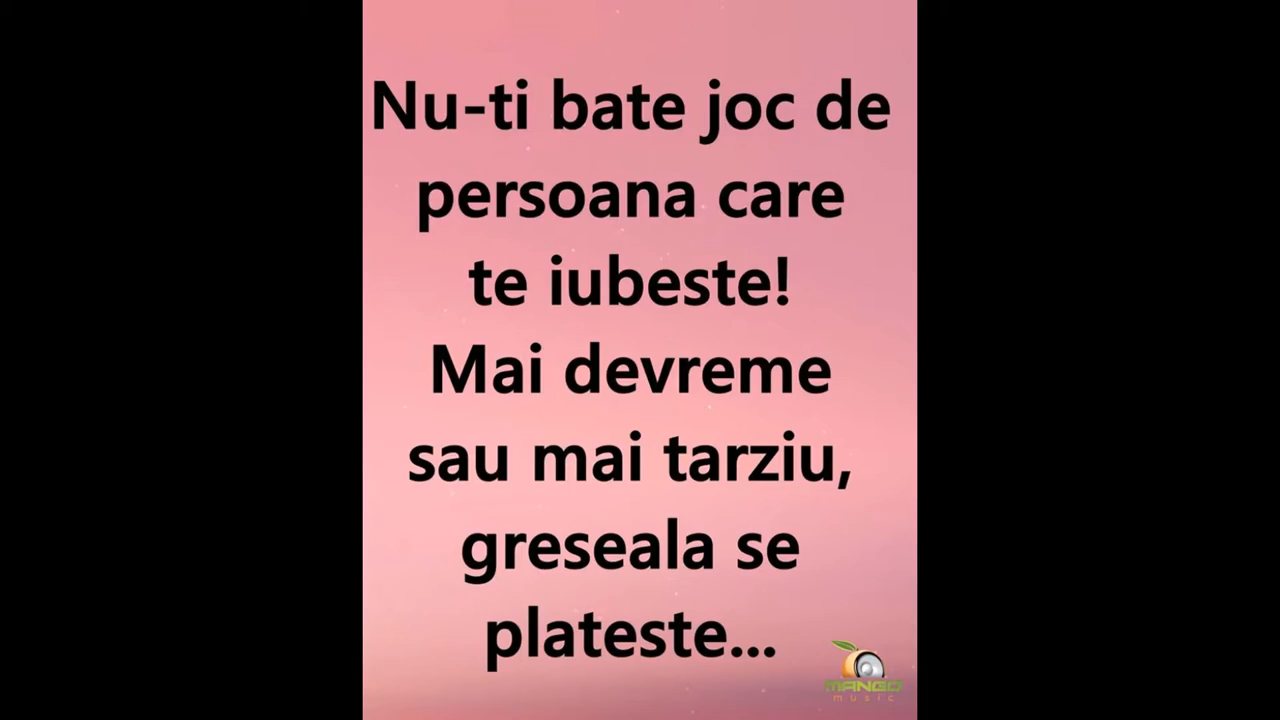 Nu-ti bate joc de
persoana care
te iubeste!
Mai devreme
sau mai tarziu,
greseala se
plateste...
MANGO
music